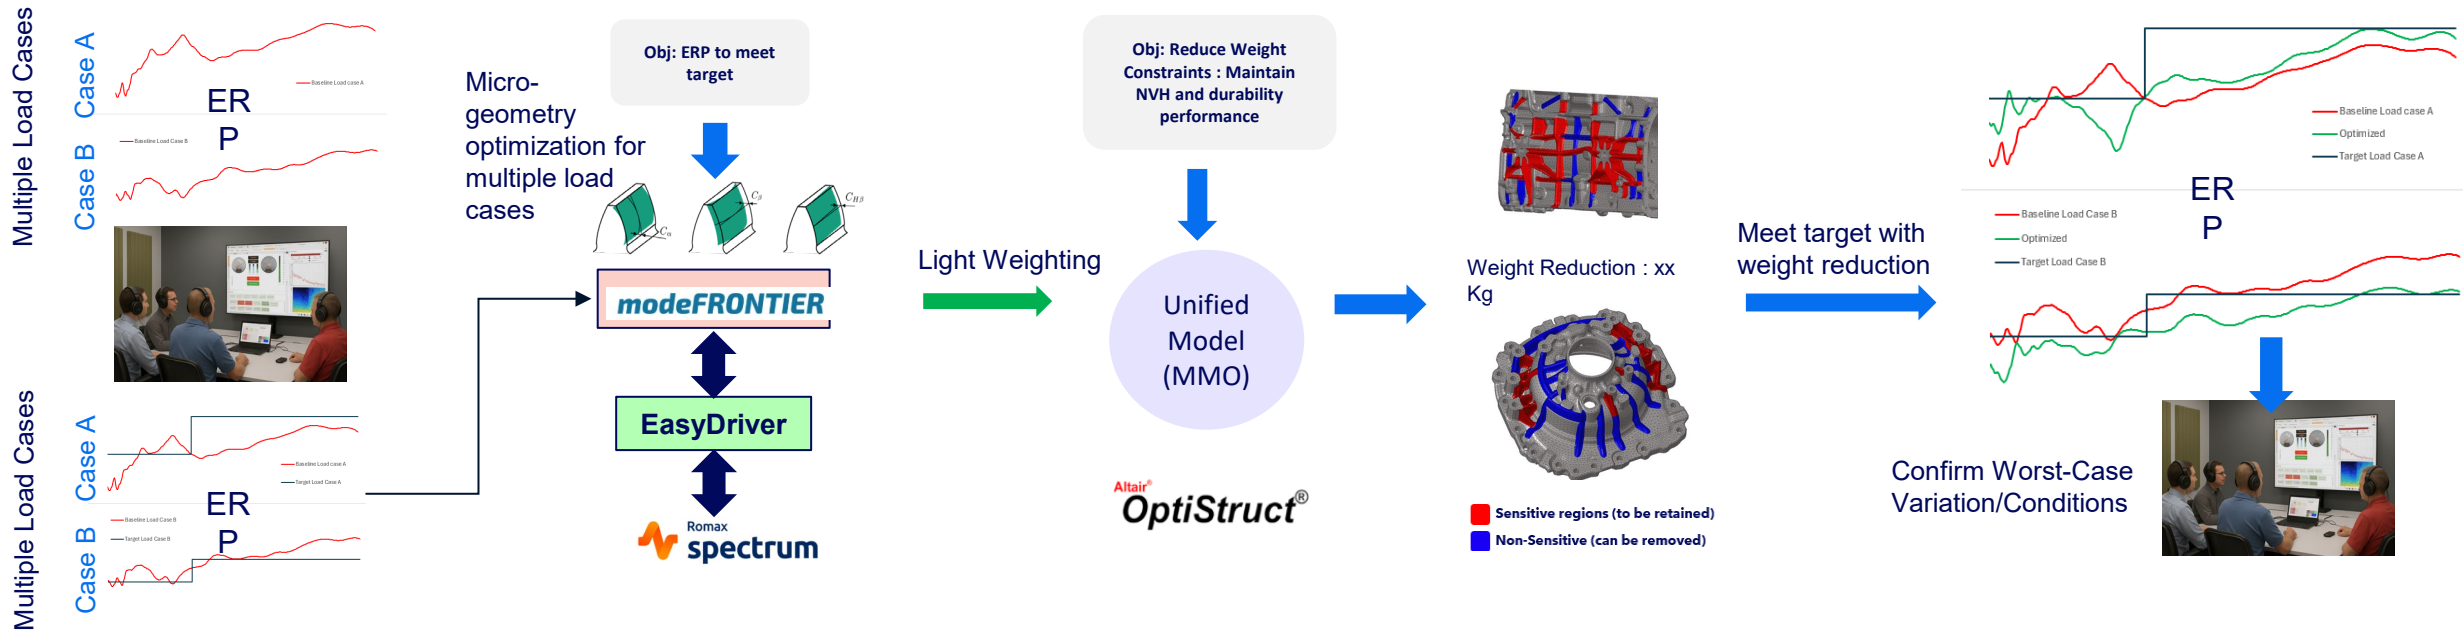 Multiple Load Cases
Case A
Baseline Load case A
ER
P
Case B
Baseline Load Case B
Multiple Load Cases
Case A
Baseline Load case A
Target Load Case A
ER
P
Case B
Baseline Load Case B
Target Load Case B
Micro-
geometry
optimization for
multiple load
cases
Obj: ERP to meet
target
Cα
Cβ
CHβ
modeFRONTIER
EasyDriver
Romax
spectrum
Light Weighting
Obj: Reduce Weight
Constraints : Maintain
NVH and durability
performance
Unified
Model
(MMO)
Altair®
OptiStruct®
Weight Reduction : xx
Kg
Sensitive regions (to be retained)
Non-Sensitive (can be removed)
Meet target with
weight reduction
Baseline Load case A
Optimized
Target Load Case A
ER
P
Baseline Load Case B
Optimized
Target Load Case B
Confirm Worst-Case
Variation/Conditions